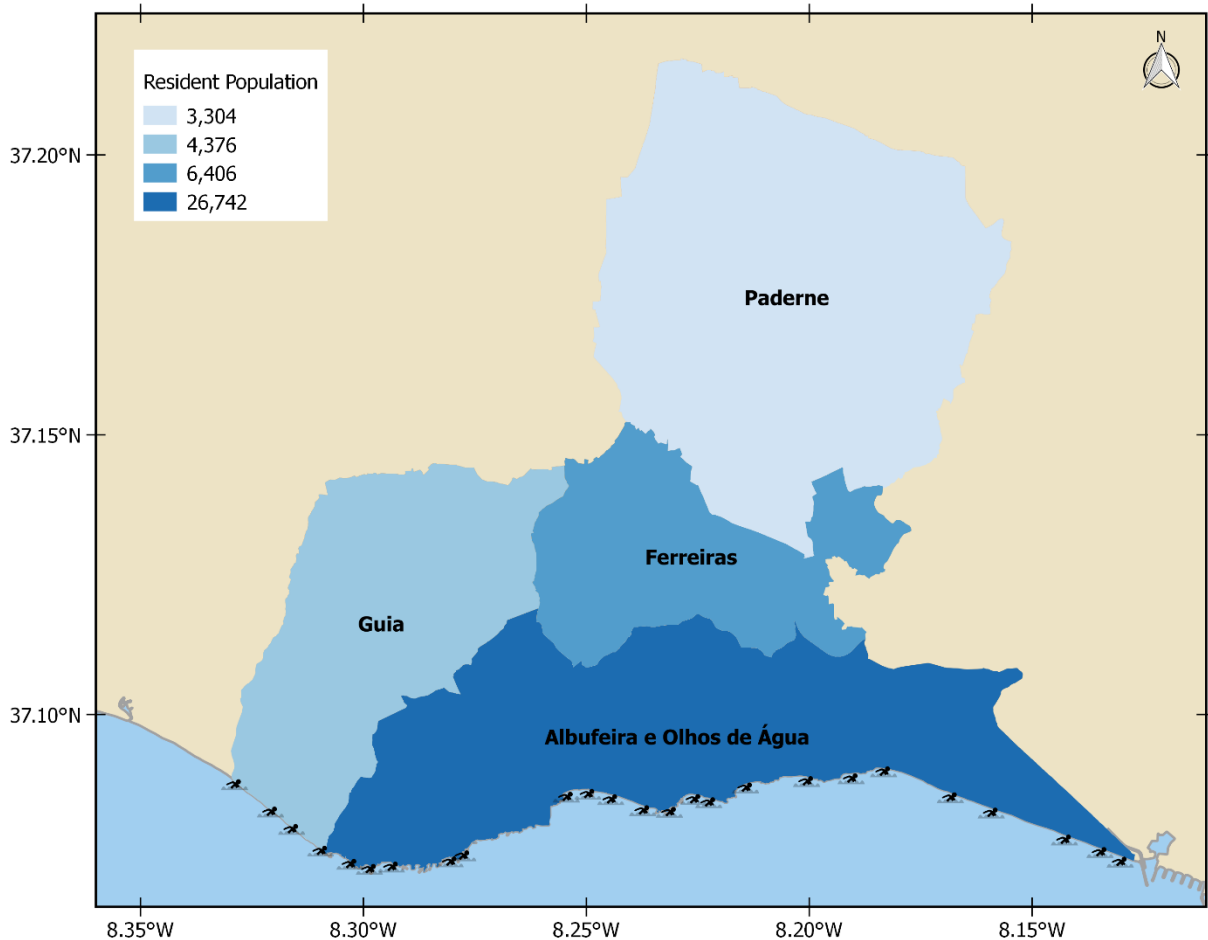 N
Resident Population
3,304
4,376
6,406
26,742
37.20°N
Paderne
37.15°N
Ferreiras
Guia
37.10°N
Albufeira e Olhos de Água
8.35°W 8.30°W 8.25°W 8.20°W 8.15°W